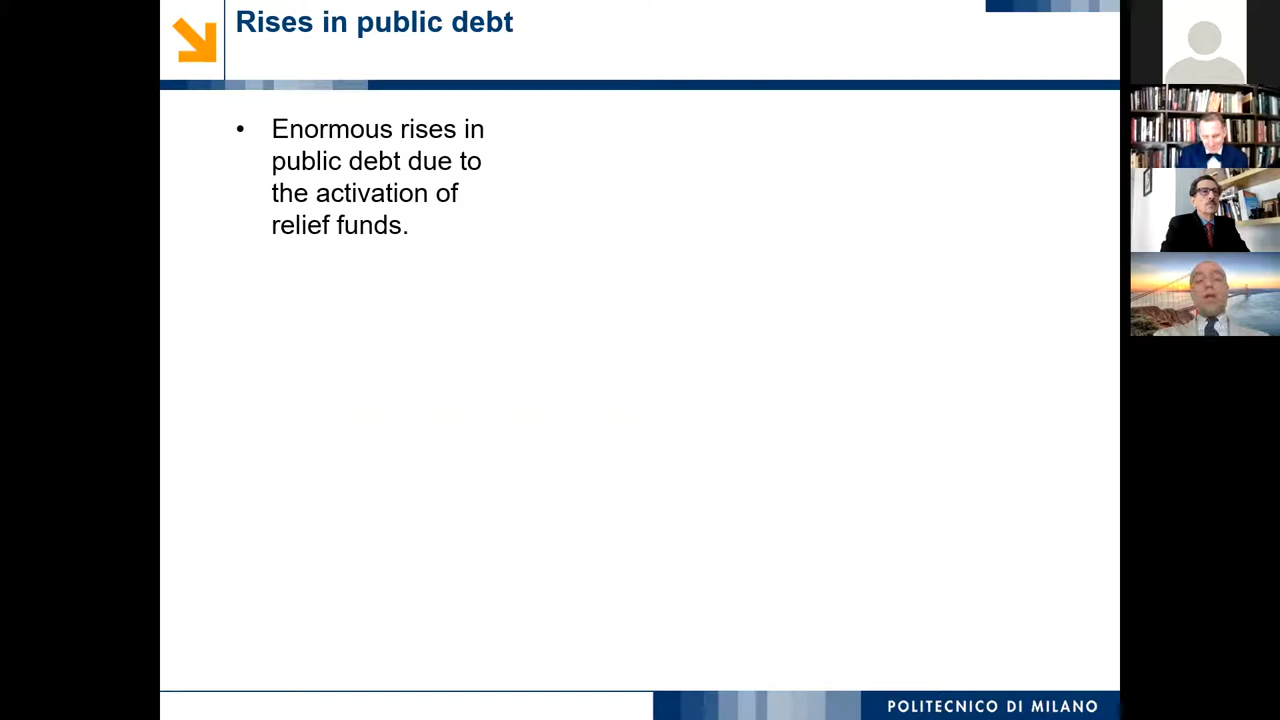 Rises in public debt
• Enormous rises in
public debt due to
the activation of
relief funds.
POLITECNICO DI MILANO